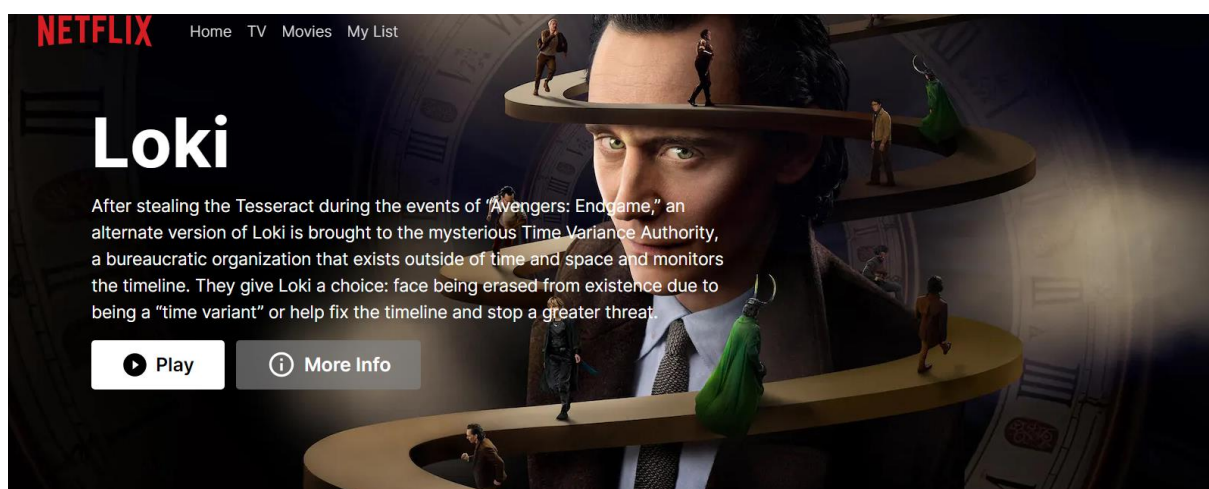 NETFLIX Home TV Movies My List
Loki
After stealing the Tesseract during the events of “Avengers: Endgame,” an
alternate version of Loki is brought to the mysterious Time Variance Authority,
a bureaucratic organization that exists outside of time and space and monitors
the timeline. They give Loki a choice: face being erased from existence due to
being a “time variant” or help fix the timeline and stop a greater threat.
Play More Info